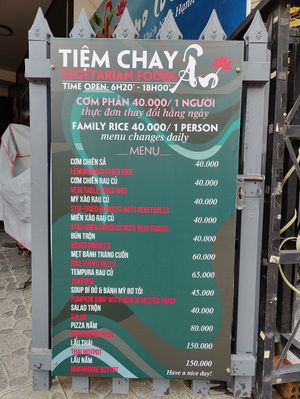 TIỆM CHAY
VEGETARIAN FOODS
An
TIME OPEN: 6H20' - 18H00'
CƠM PHẦN 40.000/1 NGƯỜI
thực đơn thay đổi hằng ngày
FAMILY RICE 40.000/1 PERSON
menu changes daily
MENU
CƠM CHIÊN SẢ 40.000
LEMONGRASS FRIED RICE
CƠM CHIÊN RAU CỦ 40.000
VEGETABLE FRIED RICE
MỲ XÀO RAU CỦ 40.000
STIR-FRIED NOODLES WITH VEGETABLES
MIẾN XÀO RAU CỦ 40.000
STIR-FRIED NOODLES WITH VEGETABLES
BÚN TRỘN 40.000
MIXED NOODLES
MẸT BÁNH TRÁNG CUỐN 60.000
RICE PAPER ROLLS
TEMPURA RAU CỦ 65.000
TEMPURA
SOUP BÍ ĐỎ & BÁNH MỲ BƠ TỎI 45.000
PUMPKIN SOUP WITH GARLIC BUTTER TOAST
SALAD TRỘN 40.000
SALAD
PIZZA NẤM 80.000
LẨU THÁI 150.000
THAI HOTPOT
LẨU NẤM 150.000
MUSHROOM HOTPOT
Have a nice day!